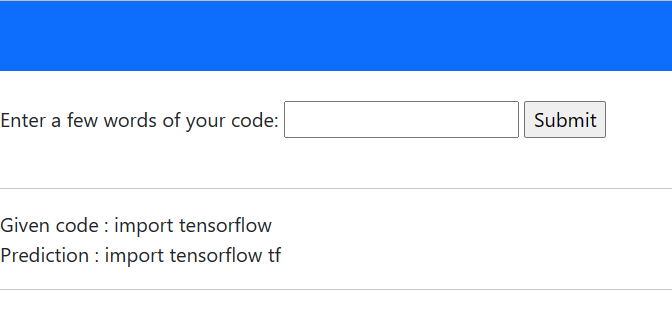 Enter a few words of your code: Submit
Given code : import tensorflow
Prediction : import tensorflow tf